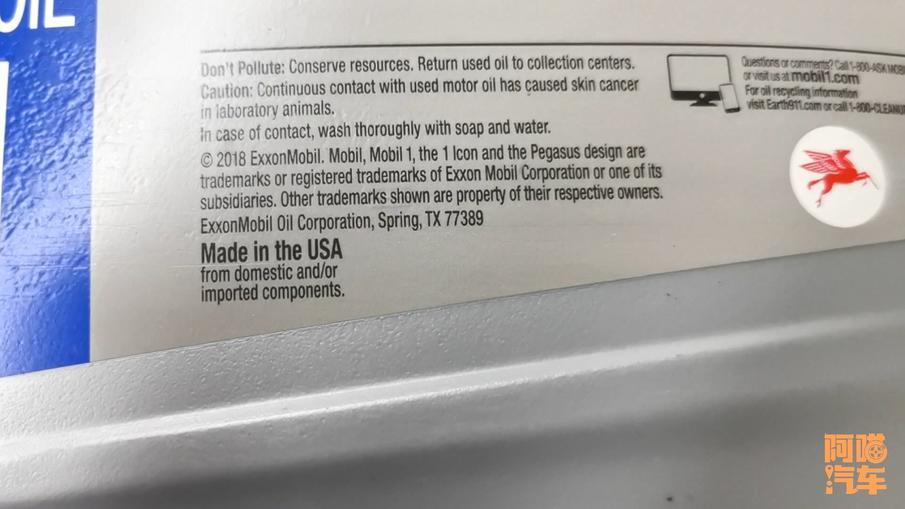 OIL
Don't Pollute: Conserve resources. Return used oil to collection centers.
Caution: Continuous contact with used motor oil has caused skin cancer
in laboratory animals.
In case of contact, wash thoroughly with soap and water.
© 2018 ExxonMobil. Mobil, Mobil 1, the 1 Icon and the Pegasus design are
trademarks or registered trademarks of Exxon Mobil Corporation or one of its
subsidiaries. Other trademarks shown are property of their respective owners.
ExxonMobil Oil Corporation, Spring, TX 77389
Made in the USA
from domestic and/or
imported components.
Questions or comments? Call 1-800-ASK MOBI
or visit us at mobil1.com
For oil recycling information
visit Earth911.com or call 1-800-CLEANU
阿喵
汽车